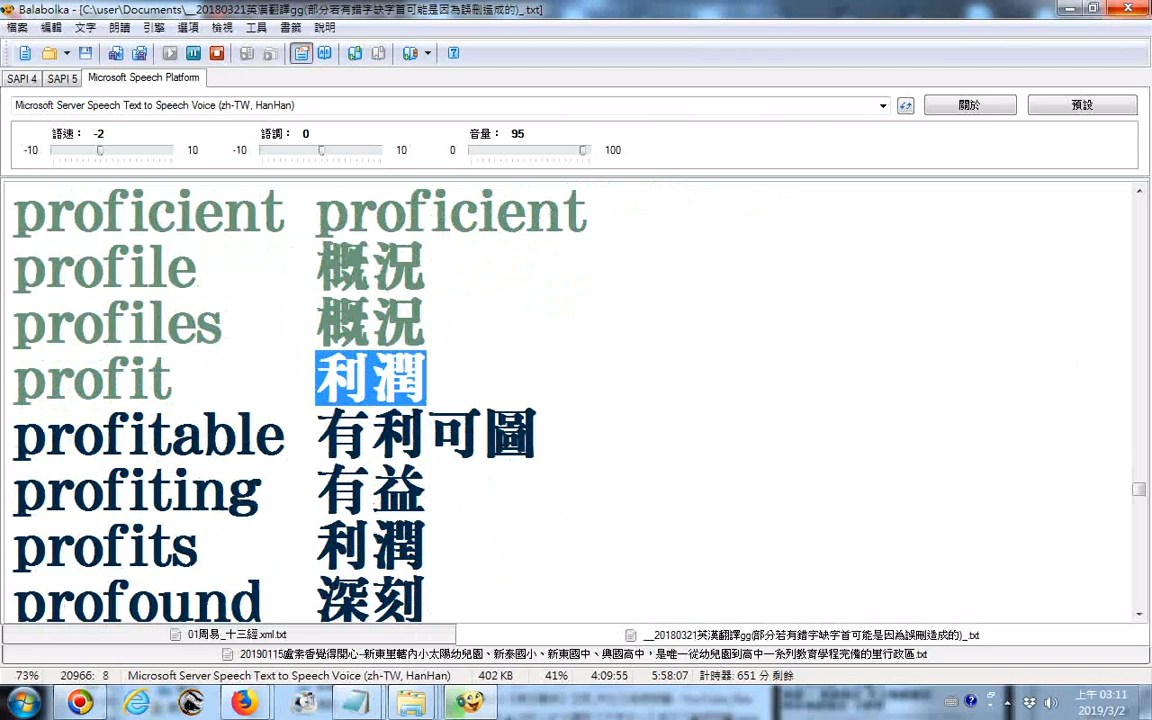 Balabolka - [C:\user\Documents\__20180321英漢翻譯gg(部分若有錯字缺字首可能是因為誤刪造成的)_.txt]
檔案 編輯 文字 朗讀 引擎 選項 檢視 工具 書籤 說明
SAPI 4 SAPI 5 Microsoft Speech Platform
Microsoft Server Speech Text to Speech Voice (zh-TW, HanHan) 關於 預設
語速： -2 語調： 0 音量： 95
-10 10 -10 10 0 100
proficient proficient
profile 概況
profiles 概況
profit 利潤
profitable 有利可圖
profiting 有益
profits 利潤
profound 深刻
01周易_十三經.xml.txt __20180321英漢翻譯gg(部分若有錯字缺字首可能是因為誤刪造成的)_.txt
20190115盧素香覺得開心-新東里轄內小太陽幼兒園、新泰國小、新東國中、興國高中，是唯一從幼兒園到高中一系列教育學程完備的里行政區.txt
73% 20966: 8 Microsoft Server Speech Text to Speech Voice (zh-TW, HanHan) 402 KB 41% 4:09:55 5:58:07 計時器: 651 分 剩餘
上午 03:11
2019/3/2